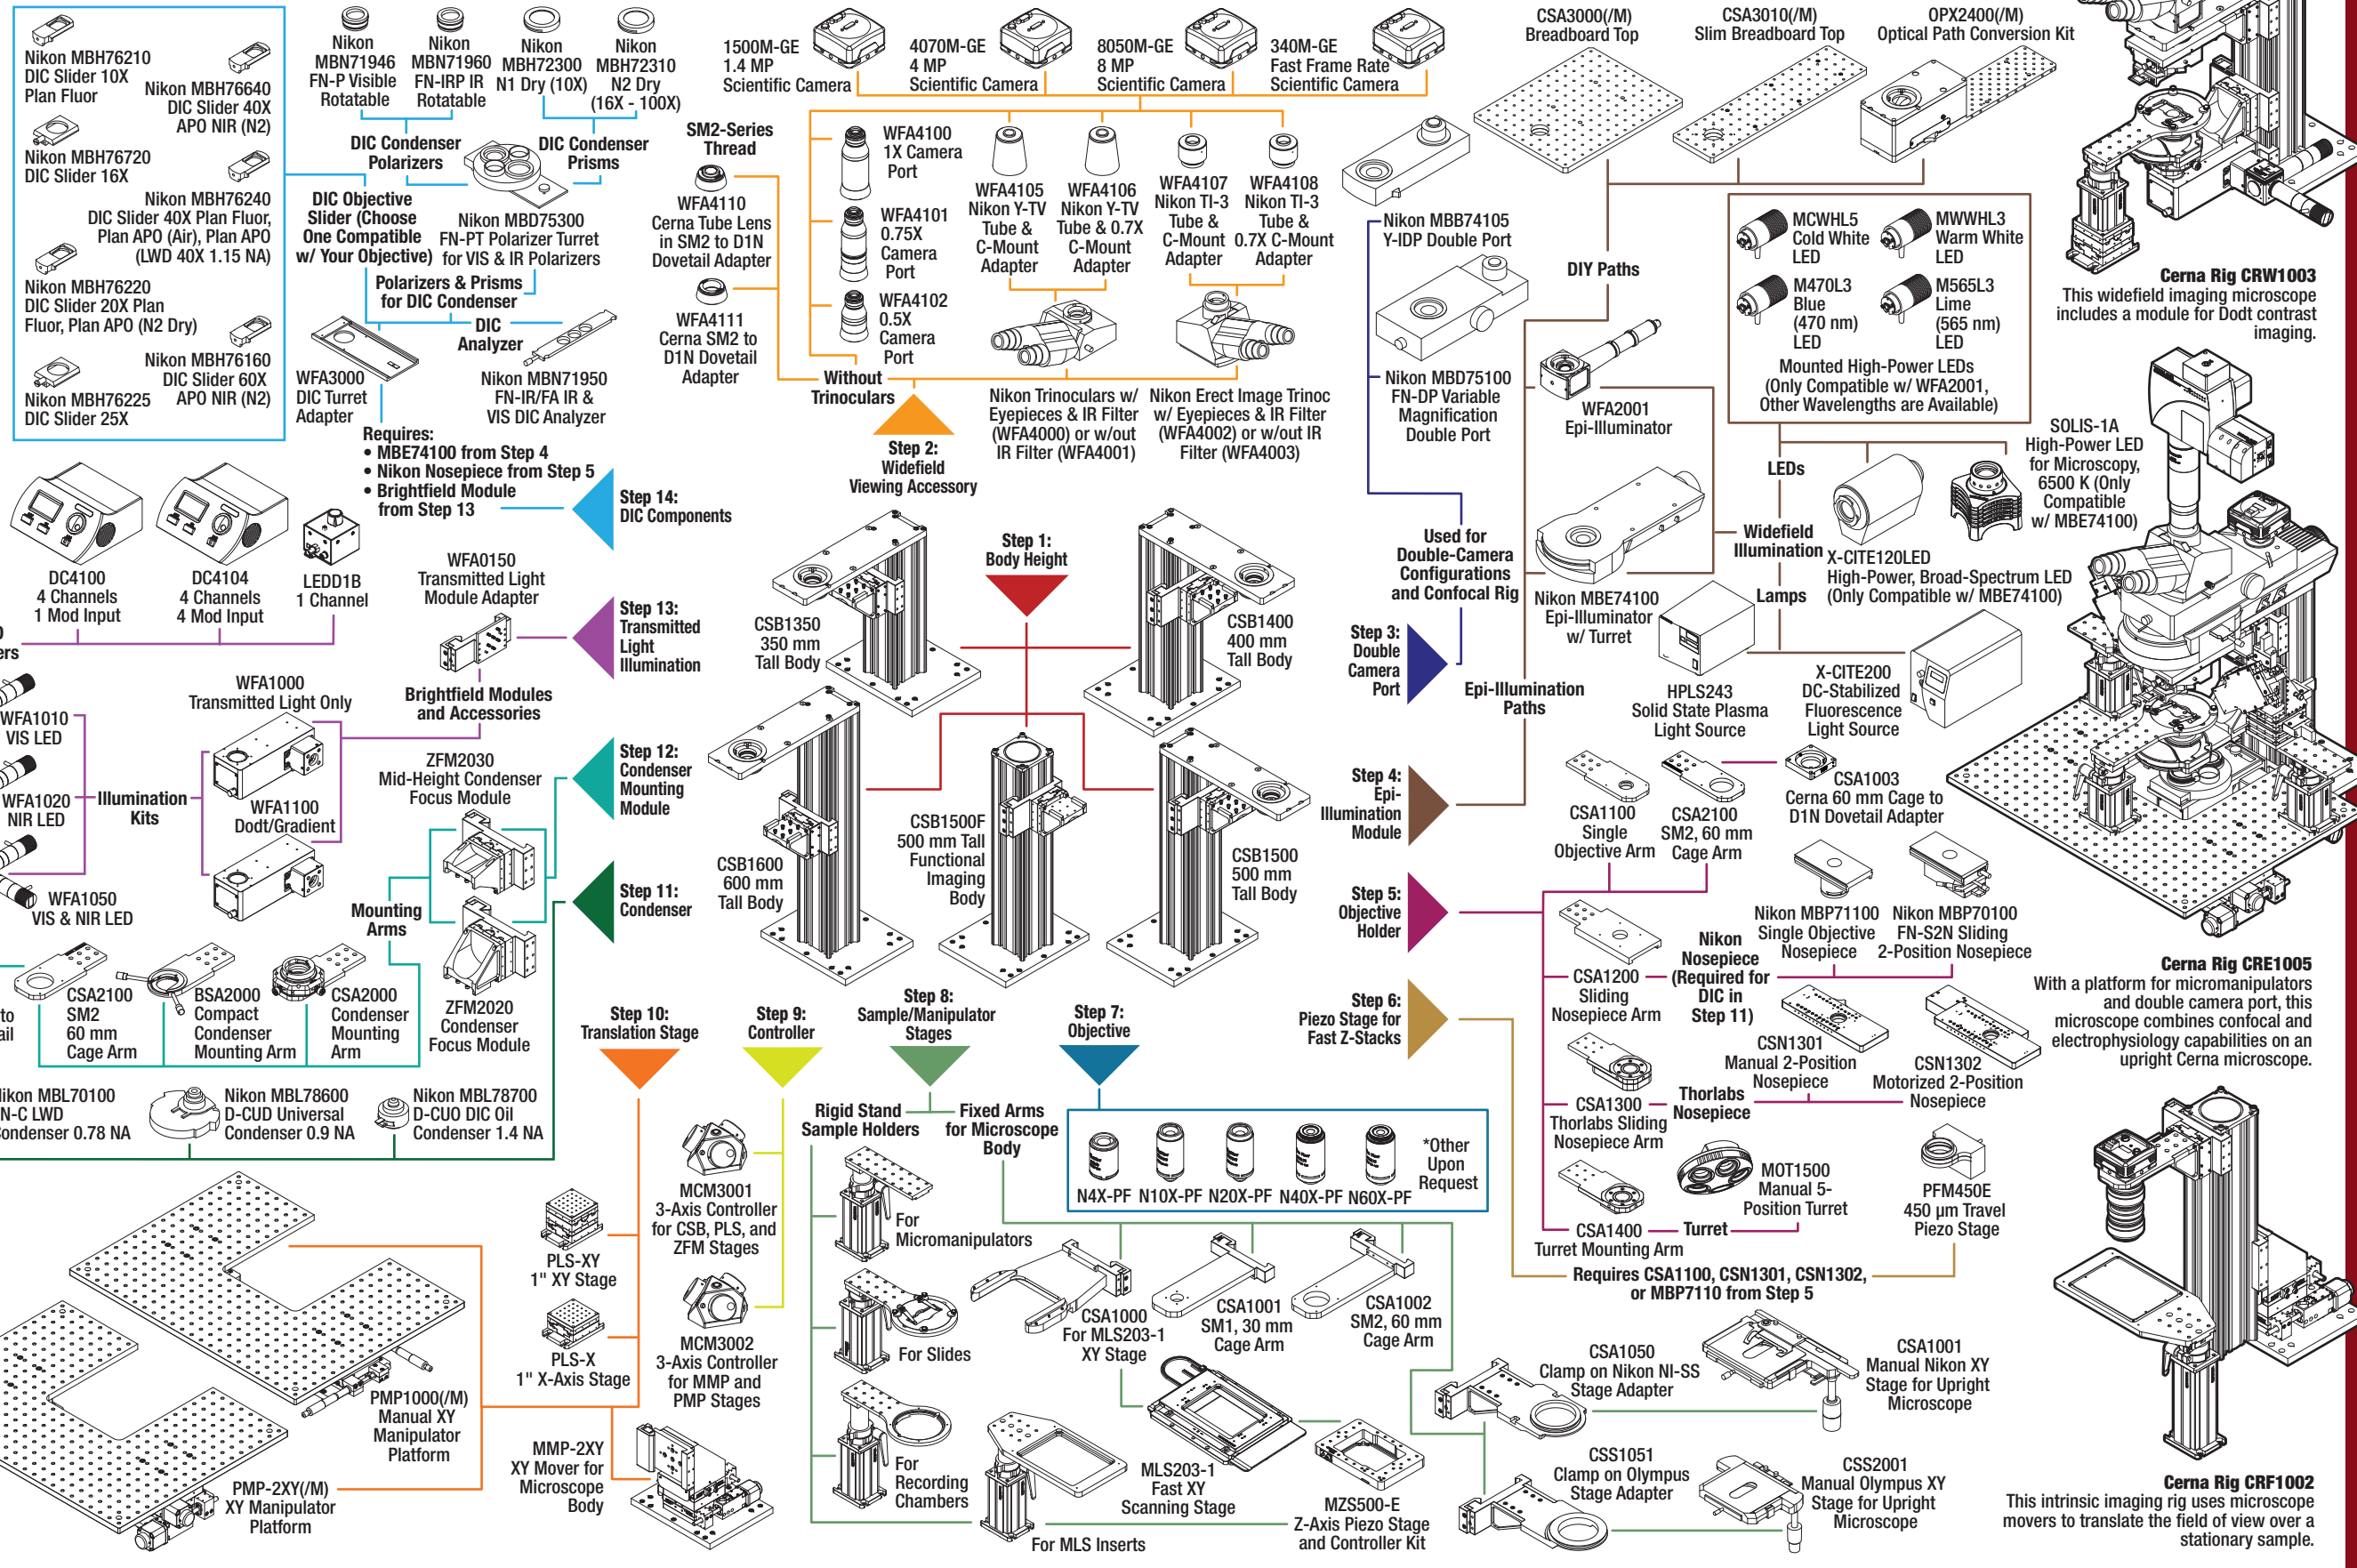 Nikon MBH76210
DIC Slider 10X
Plan Fluor
Nikon MBH76640
DIC Slider 40X
APO NIR (N2)
Nikon MBH76720
DIC Slider 16X
Nikon MBH76240
DIC Slider 40X Plan Fluor,
Plan APO (Air), Plan APO
(LWD 40X 1.15 NA)
Nikon MBH76220
DIC Slider 20X Plan
Fluor, Plan APO (N2 Dry)
Nikon MBH76160
DIC Slider 60X
APO NIR (N2)
Nikon MBH76225
DIC Slider 25X
Nikon
MBN71946
FN-P Visible
Rotatable
Nikon
MBN71960
FN-IRP IR
Rotatable
Nikon
MBH72300
N1 Dry (10X)
Nikon
MBH72310
N2 Dry
(16X - 100X)
DIC Condenser
Polarizers
DIC Condenser
Prisms
DIC Objective
Slider (Choose
One Compatible
w/ Your Objective)
Nikon MBD75300
FN-PT Polarizer Turret
for VIS & IR Polarizers
Polarizers & Prisms
for DIC Condenser
DIC
Analyzer
WFA3000
DIC Turret
Adapter
Nikon MBN71950
FN-IR/FA IR &
VIS DIC Analyzer
Requires:
• MBE74100 from Step 4
• Nikon Nosepiece from Step 5
• Brightfield Module
from Step 13
Step 14:
DIC Components
1500M-GE
1.4 MP
Scientific Camera
4070M-GE
4 MP
Scientific Camera
8050M-GE
8 MP
Scientific Camera
340M-GE
Fast Frame Rate
Scientific Camera
SM2-Series
Thread
WFA4110
Cerna Tube Lens
in SM2 to D1N
Dovetail Adapter
WFA4111
Cerna SM2 to
D1N Dovetail
Adapter
WFA4100
1X Camera
Port
WFA4101
0.75X
Camera
Port
WFA4102
0.5X
Camera
Port
WFA4105
Nikon Y-TV
Tube &
C-Mount
Adapter
WFA4106
Nikon Y-TV
Tube & 0.7X
C-Mount
Adapter
WFA4107
Nikon TI-3
Tube &
C-Mount
Adapter
WFA4108
Nikon TI-3
Tube &
0.7X C-Mount
Adapter
Without
Trinoculars
Nikon Trinoculars w/
Eyepieces & IR Filter
(WFA4000) or w/out
IR Filter (WFA4001)
Nikon Erect Image Trinoc
w/ Eyepieces & IR Filter
(WFA4002) or w/out IR
Filter (WFA4003)
Step 2:
Widefield
Viewing Accessory
CSA3000(/M)
Breadboard Top
CSA3010(/M)
Slim Breadboard Top
OPX2400(/M)
Optical Path Conversion Kit
Nikon MBB74105
Y-IDP Double Port
Nikon MBD75100
FN-DP Variable
Magnification
Double Port
DIY Paths
MCWHL5
Cold White
LED
MWWHL3
Warm White
LED
M470L3
Blue
(470 nm)
LED
M565L3
Lime
(565 nm)
LED
Mounted High-Power LEDs
(Only Compatible w/ WFA2001,
Other Wavelengths are Available)
WFA2001
Epi-Illuminator
LEDs
SOLIS-1A
High-Power LED
for Microscopy,
6500 K (Only
Compatible
w/ MBE74100)
Widefield
Illumination
X-CITE120LED
High-Power, Broad-Spectrum LED
(Only Compatible w/ MBE74100)
Lamps
Nikon MBE74100
Epi-Illuminator
w/ Turret
HPLS243
Solid State Plasma
Light Source
X-CITE200
DC-Stabilized
Fluorescence
Light Source
Used for
Double-Camera
Configurations
and Confocal Rig
Step 3:
Double
Camera
Port
Epi-Illumination
Paths
Step 4:
Epi-
Illumination
Module
Cerna Rig CRW1003
This widefield imaging microscope
includes a module for Dodt contrast
imaging.
DC4100
4 Channels
1 Mod Input
DC4104
4 Channels
4 Mod Input
LEDD1B
1 Channel
WFA0150
Transmitted Light
Module Adapter
Step 13:
Transmitted
Light
Illumination
Brightfield Modules
and Accessories
WFA1000
Transmitted Light Only
WFA1010
VIS LED
WFA1020
NIR LED
WFA1050
VIS & NIR LED
Illumination
Kits
WFA1100
Dodt/Gradient
ZFM2030
Mid-Height Condenser
Focus Module
Step 12:
Condenser
Mounting
Module
Step 11:
Condenser
Mounting
Arms
ZFM2020
Condenser
Focus Module
CSA2100
SM2
60 mm
Cage Arm
BSA2000
Compact
Condenser
Mounting Arm
CSA2000
Condenser
Mounting
Arm
Nikon MBL78600
D-CUD Universal
Condenser 0.9 NA
Nikon MBL78700
D-CUO DIC Oil
Condenser 1.4 NA
Step 1:
Body Height
CSB1350
350 mm
Tall Body
CSB1400
400 mm
Tall Body
CSB1600
600 mm
Tall Body
CSB1500F
500 mm Tall
Functional
Imaging
Body
CSB1500
500 mm
Tall Body
CSA1100
Single
Objective Arm
CSA2100
SM2, 60 mm
Cage Arm
CSA1003
Cerna 60 mm Cage to
D1N Dovetail Adapter
Step 5:
Objective
Holder
Nikon MBP71100
Single Objective
Nosepiece
Nikon MBP70100
FN-S2N Sliding
2-Position Nosepiece
Nikon
Nosepiece
(Required for
DIC in
Step 11)
CSA1200
Sliding
Nosepiece Arm
CSN1301
Manual 2-Position
Nosepiece
CSN1302
Motorized 2-Position
Nosepiece
CSA1300
Thorlabs Sliding
Nosepiece Arm
Thorlabs
Nosepiece
MOT1500
Manual 5-
Position Turret
CSA1400
Turret Mounting Arm
Turret
PFM450E
450 µm Travel
Piezo Stage
Requires CSA1100, CSN1301, CSN1302,
or MBP7110 from Step 5
Step 6:
Piezo Stage for
Fast Z-Stacks
Cerna Rig CRE1005
With a platform for micromanipulators
and double camera port, this
microscope combines confocal and
electrophysiology capabilities on an
upright Cerna microscope.
Step 10:
Translation Stage
Step 9:
Controller
Step 8:
Sample/Manipulator
Stages
Step 7:
Objective
N4X-PF
N10X-PF
N20X-PF
N40X-PF
N60X-PF
*Other
Upon
Request
PLS-XY
1" XY Stage
PLS-X
1" X-Axis Stage
PMP1000(/M)
Manual XY
Manipulator
Platform
PMP-2XY(/M)
XY Manipulator
Platform
MMP-2XY
XY Mover for
Microscope
Body
MCM3001
3-Axis Controller
for CSB, PLS, and
ZFM Stages
MCM3002
3-Axis Controller
for MMP and
PMP Stages
Rigid Stand
Sample Holders
Fixed Arms
for Microscope
Body
For
Micromanipulators
For Slides
For
Recording
Chambers
For MLS Inserts
CSA1000
For MLS203-1
XY Stage
CSA1001
SM1, 30 mm
Cage Arm
CSA1002
SM2, 60 mm
Cage Arm
MLS203-1
Fast XY
Scanning Stage
MZS500-E
Z-Axis Piezo Stage
and Controller Kit
CSA1050
Clamp on Nikon NI-SS
Stage Adapter
CSA1001
Manual Nikon XY
Stage for Upright
Microscope
CSS1051
Clamp on Olympus
Stage Adapter
CSS2001
Manual Olympus XY
Stage for Upright
Microscope
Cerna Rig CRF1002
This intrinsic imaging rig uses microscope
movers to translate the field of view over a
stationary sample.